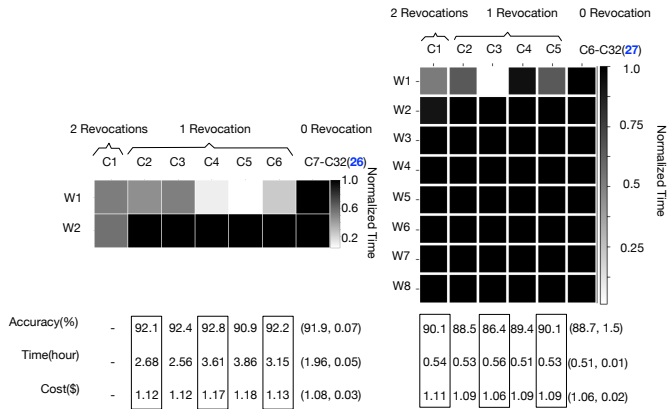 2 Revocations 1 Revocation 0 Revocation
C1 C2 C3 C4 C5 C6-C32(27)
W1
W2
W3
W4
W5
W6
W7
W8
1.0
0.75
0.5
0.25
Normalized Time
2 Revocations 1 Revocation 0 Revocation
C1 C2 C3 C4 C5 C6 C7-C32(26)
W1
W2
1.0
0.6
0.2
Normalized Time
Accuracy(%) - 92.1 92.4 92.8 90.9 92.2 (91.9, 0.07)
Time(hour) - 2.68 2.56 3.61 3.86 3.15 (1.96, 0.05)
Cost($) - 1.12 1.12 1.17 1.18 1.13 (1.08, 0.03)
90.1 88.5 86.4 89.4 90.1 (88.7, 1.5)
0.54 0.53 0.56 0.51 0.53 (0.51, 0.01)
1.11 1.09 1.06 1.09 1.09 (1.06, 0.02)